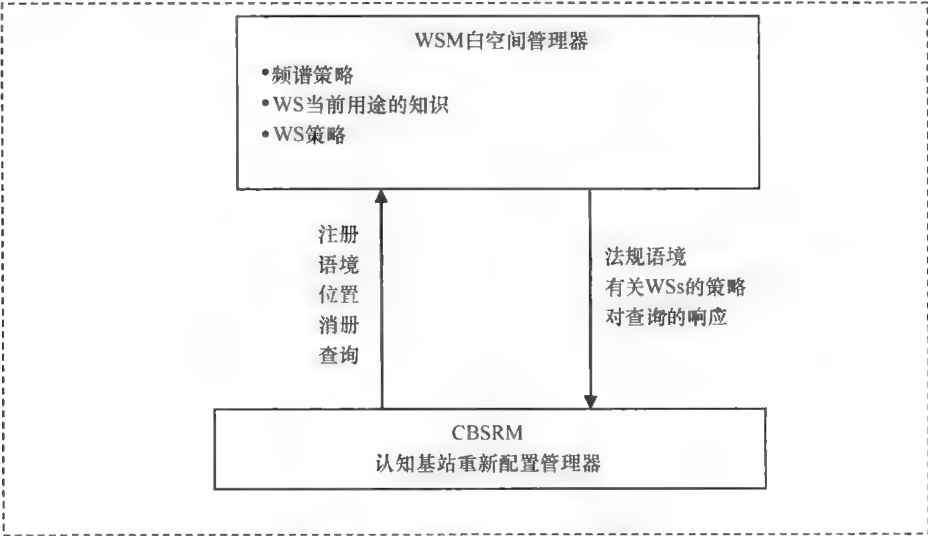 WSM白空间管理器
•频谱策略
•WS当前用途的知识
•WS策略
注册
语境
位置
消册
查询
法规语境
有关WSs的策略
对查询的响应
CBSRM
认知基站重新配置管理器